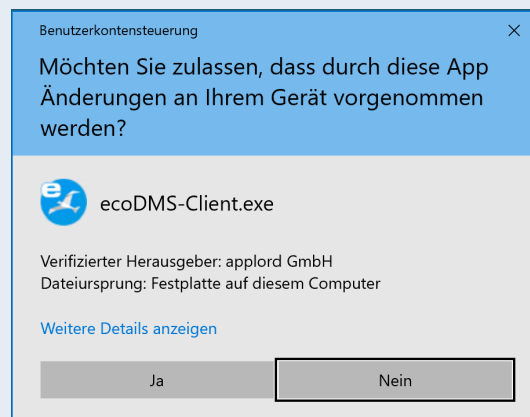 Benutzerkontensteuerung
Möchten Sie zulassen, dass durch diese App
Änderungen an Ihrem Gerät vorgenommen
werden?
e
ecoDMS-Client.exe
Verifizierter Herausgeber: applord GmbH
Dateiursprung: Festplatte auf diesem Computer
Weitere Details anzeigen
Ja
Nein